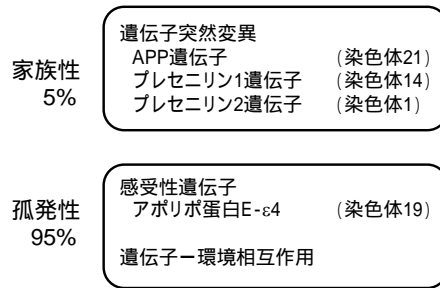 家族性
5%
遺伝子突然変異
APP遺伝子 (染色体21)
プレセニリン1遺伝子 (染色体14)
プレセニリン2遺伝子 (染色体1)
孤発性
95%
感受性遺伝子
アポリポ蛋白E-ε4 (染色体19)
遺伝子ー環境相互作用